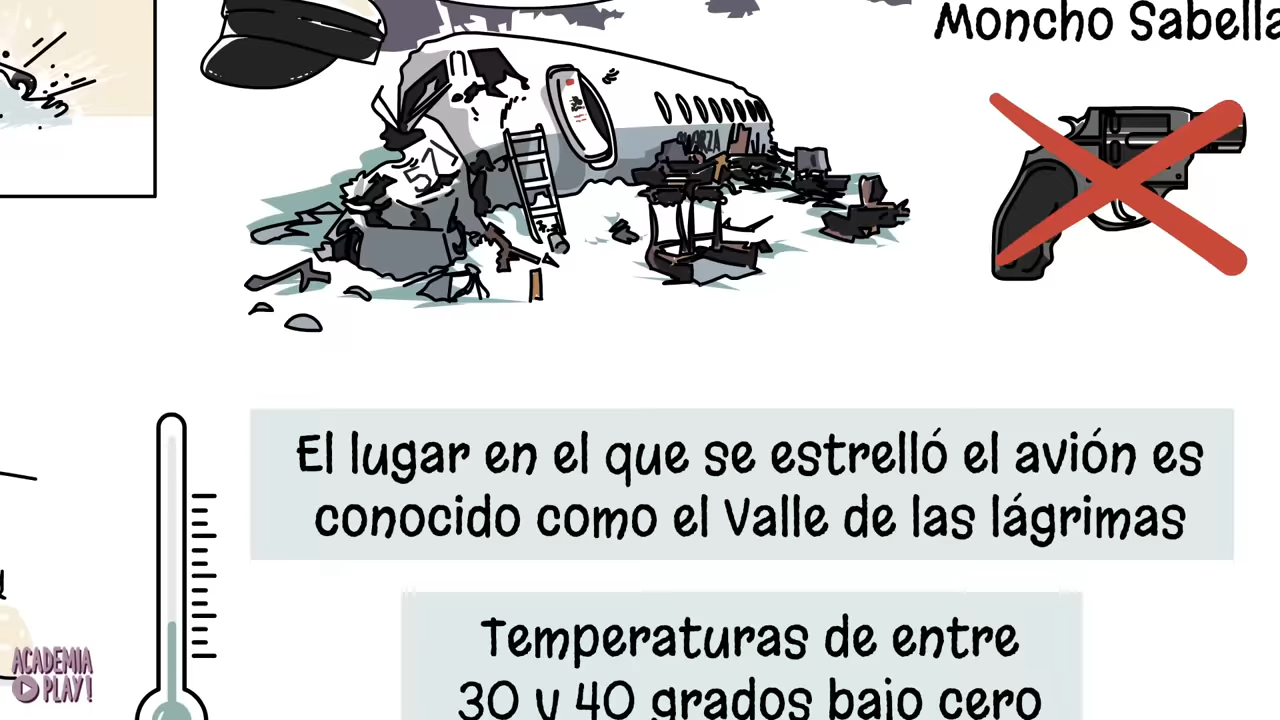 Moncho Sabella
571
El lugar en el que se estrelló el avión es
conocido como el Valle de las lágrimas
Temperaturas de entre
30 y 40 grados bajo cero
ACADEMIA
PLAY!